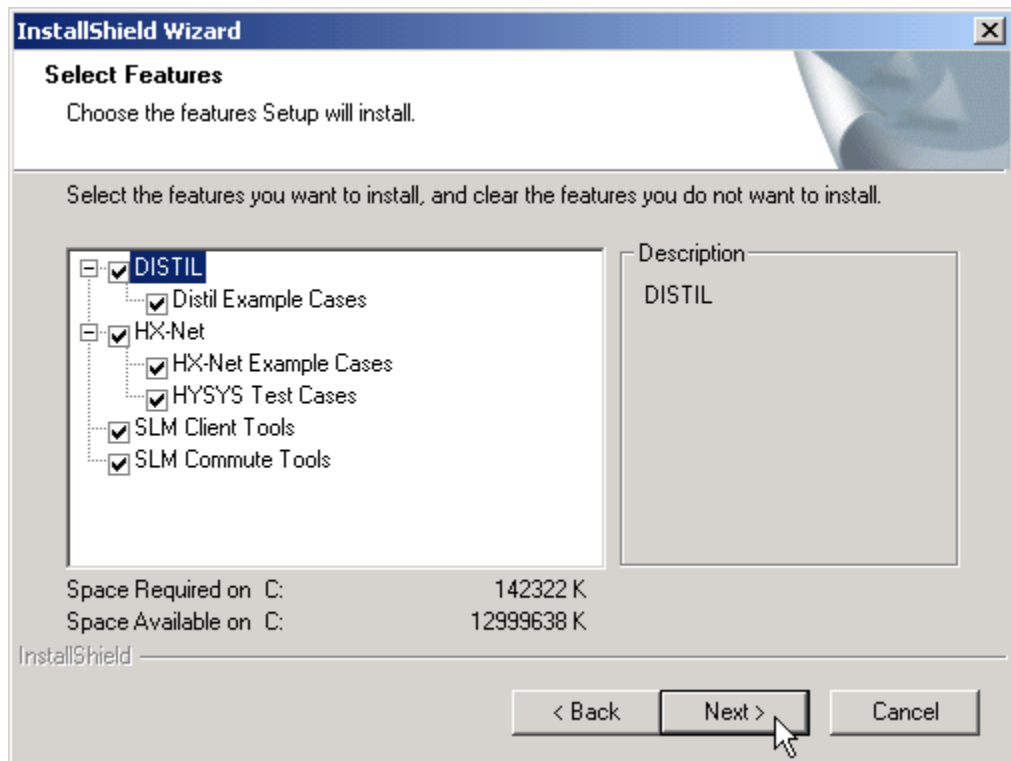 InstallShield Wizard
Select Features
Choose the features Setup will install.
Select the features you want to install, and clear the features you do not want to install.
DISTIL
Distil Example Cases
HX-Net
HX-Net Example Cases
HYSYS Test Cases
SLM Client Tools
SLM Commute Tools
Description
DISTIL
Space Required on C: 142322 K
Space Available on C: 12999638 K
InstallShield
< Back Next > Cancel